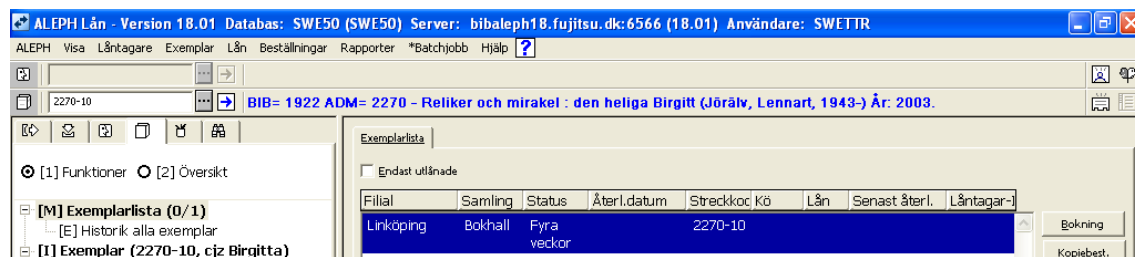 ALEPH Lån - Version 18.01 Databas: SWE50 (SWE50) Server: bibaleph18.fujitsu.dk:6566 (18.01) Användare: SWETTR
ALEPH Visa Låntagare Exemplar Lån Beställningar Rapporter *Batchjobb Hjälp ?
2270-10 BIB= 1922 ADM= 2270 - Reliker och mirakel : den heliga Birgitt (Jörälv, Lennart, 1943-) År: 2003.
Exemplarlista
[1] Funktioner [2] Översikt
Endast utlånade
Filial Samling Status Återl.datum Streckkoc Kö Lån Senast återl. Låntagar-I
[M] Exemplarlista (0/1)
Linköping Bokhall Fyra veckor 2270-10
Bokning
[E] Historik alla exemplar
[I] Exemplar (2270-10, cjz Birgitta)
Kopiebest.